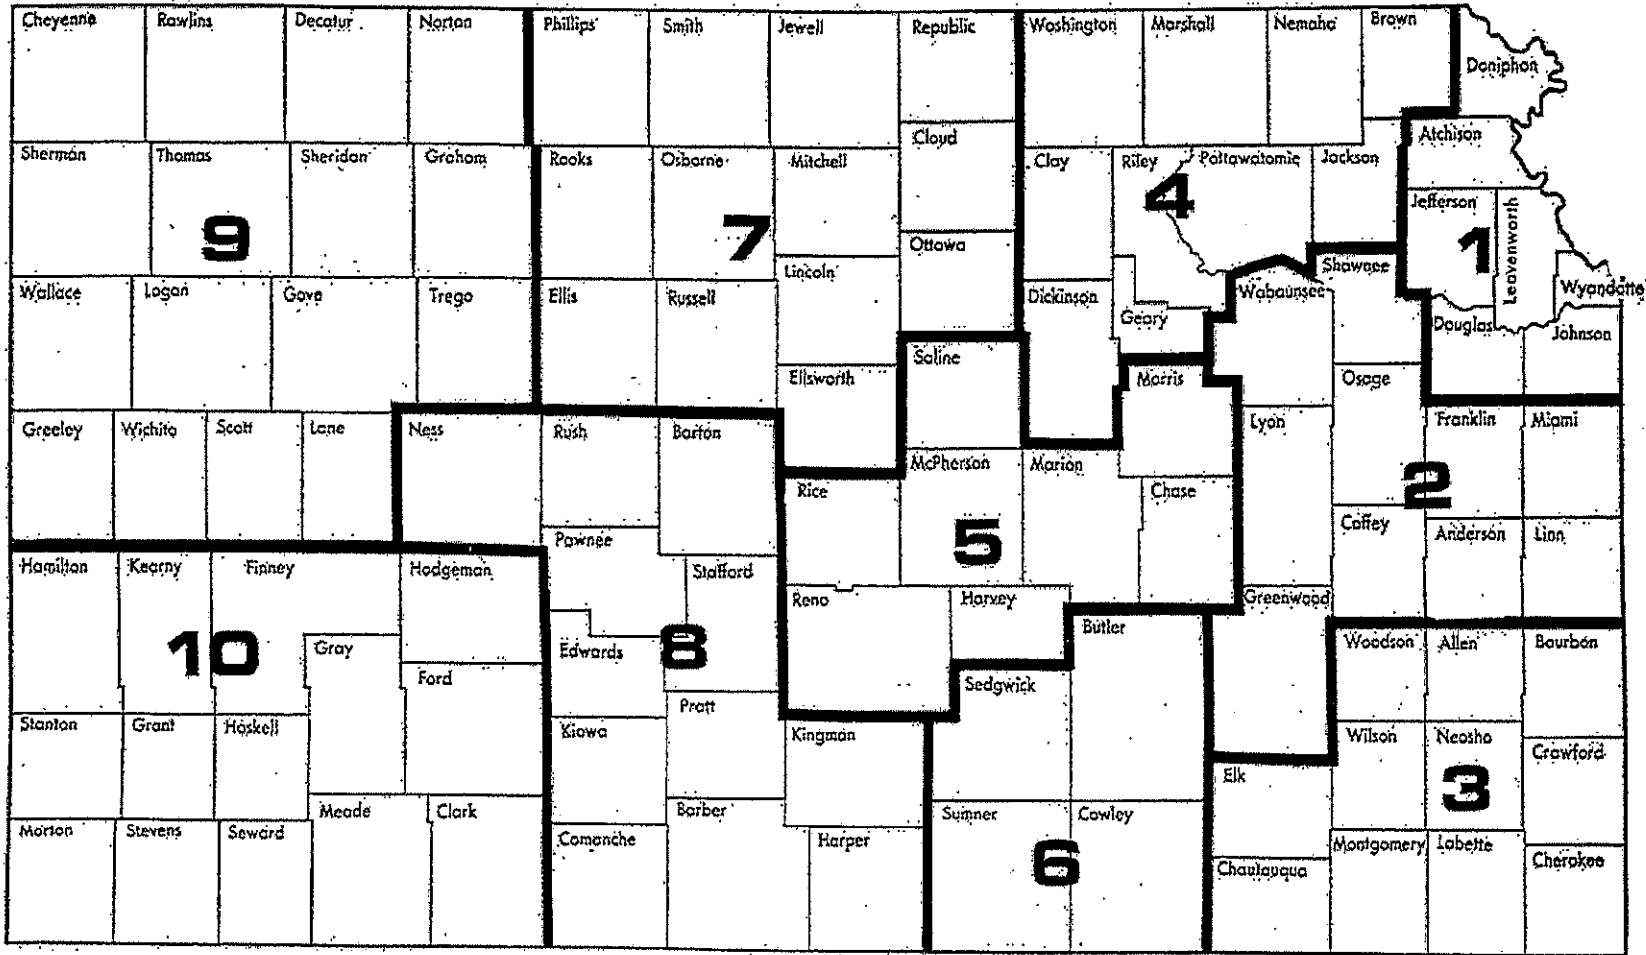 Cheyenne Rawlins Decatur Norton Phillips Smith Jewell Republic Washington Marshall Nemaha Brown
Doniphan
Cloud Atchison
Sherman Thomas Sheridan Graham Rooks Osborne Mitchell Clay Riley Pottawatomie Jackson
4
Jefferson Leavenworth
9 7 1
Ottawa
Lincoln Shawnee
Wallace Logan Gove Trego Ellis Russell Dickinson Wabaunsee Wyandotte
Geary Douglas Johnson
Saline
Ellsworth Morris Osage
Greeley Wichita Scott Lane Ness Rush Barton Lyon Franklin Miami
McPherson Marion
2
Rice Chase
Coffey Anderson Linn
Pawnee 5
Hamilton Kearny Finney Hodgeman Stafford
Reno Harvey Greenwood
Butler
10 Gray Edwards 8 Woodson Allen Bourbon
Ford Sedgwick
Pratt
Stanton Grant Haskell Kiowa Kingman Wilson Neosho
Crawford
Elk 3
Meade Clark Barber Sumner Cowley
Morton Stevens Seward Comanche Harper Montgomery Labette
6 Chautauqua Cherokee